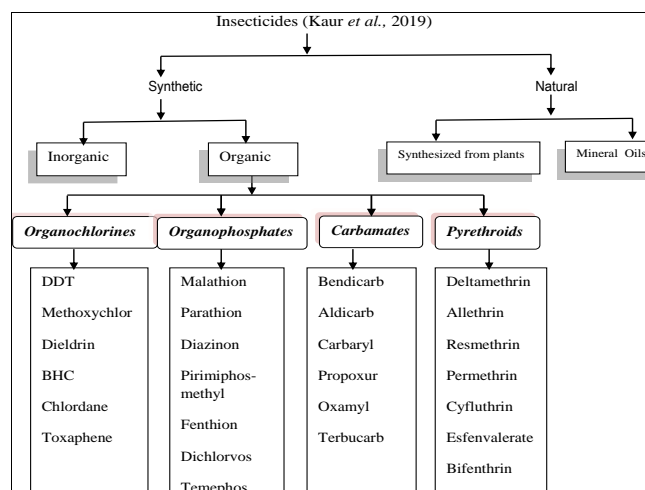 Insecticides (Kaur et al., 2019)
Synthetic
Natural
Inorganic
Organic
Synthesized from plants
Mineral Oils
Organochlorines
Organophosphates
Carbamates
Pyrethroids
DDT
Methoxychlor
Dieldrin
BHC
Chlordane
Toxaphene
Malathion
Parathion
Diazinon
Pirimiphos-
methyl
Fenthion
Dichlorvos
Temephos
Bendicarb
Aldicarb
Carbaryl
Propoxur
Oxamyl
Terbucarb
Deltamethrin
Allethrin
Resmethrin
Permethrin
Cyfluthrin
Esfenvalerate
Bifenthrin